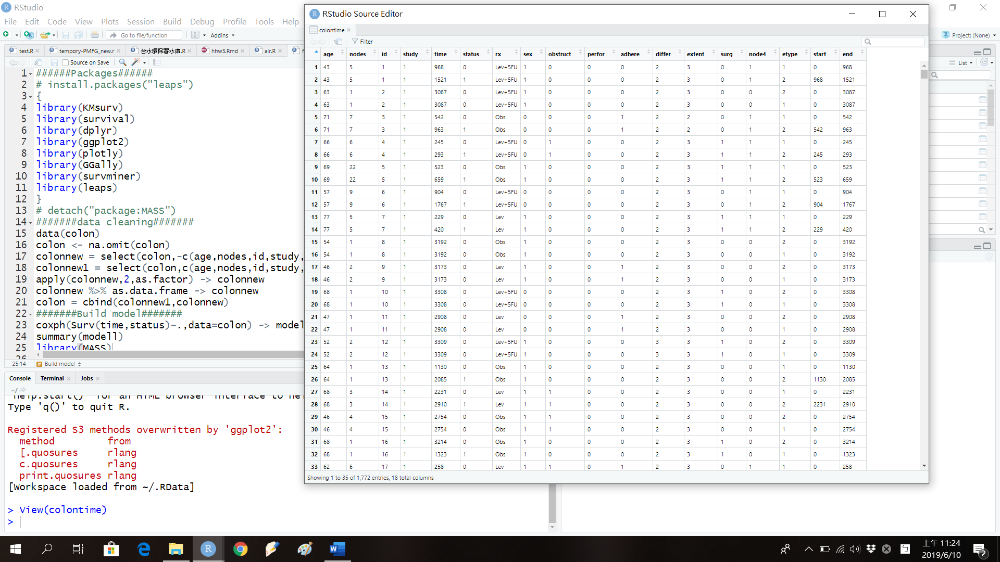 RStudio
File Edit Code View Plots Session Build Debug Profile Tools Help
Go to file/function
Addins
Project: (None)
test.R
tempory-PMFG_new.r
台水環保署水庫.R
hhw3.Rmd
air.R
Source on Save
List
1 ######Packages######
2 # install.packages("leaps")
3 {
4 library(KMsurv)
5 library(survival)
6 library(dplyr)
7 library(ggplot2)
8 library(plotly)
9 library(GGally)
10 library(survminer)
11 library(leaps)
12 }
13 # detach("package:MASS")
14 #######data cleaning#######
15 data(colon)
16 colon <- na.omit(colon)
17 colonnew = select(colon,-c(age,nodes,id,study,
18 colonnew1 = select(colon,c(age,nodes,id,study,
19 apply(colonnew,2,as.factor) -> colonnew
20 colonnew %>% as.data.frame -> colonnew
21 colon = cbind(colonnew1,colonnew)
22 #######Build model#######
23 coxph(Surv(time,status)~.,data=colon) -> model
24 summary(modell)
25 library(MASS)
26
25:14 # Build model
Console Terminal Jobs
~/
'help.start()' for an HTML browser interface to hel
Type 'q()' to quit R.
Registered S3 methods overwritten by 'ggplot2':
method from
[.quosures rlang
c.quosures rlang
print.quosures rlang
[Workspace loaded from ~/.RData]
> View(colontime)
>
RStudio Source Editor
colontime
Filter
age nodes id study time status rx sex obstruct perfor adhere differ extent surg node4 etype start end
1 43 5 1 1 968 0 Lev+5FU 1 0 0 0 2 3 0 1 1 0 968
2 43 5 1 1 1521 1 Lev+5FU 1 0 0 0 2 3 0 1 2 968 1521
3 63 1 2 1 3087 0 Lev+5FU 1 0 0 0 2 3 0 0 2 0 3087
4 63 1 2 1 3087 0 Lev+5FU 1 0 0 0 2 3 0 0 1 0 3087
5 71 7 3 1 542 0 Obs 0 0 0 1 2 2 0 1 1 0 542
6 71 7 3 1 963 1 Obs 0 0 0 1 2 2 0 1 2 542 963
7 66 6 4 1 245 0 Lev+5FU 0 1 0 0 2 3 1 1 1 0 245
8 66 6 4 1 293 1 Lev+5FU 0 1 0 0 2 3 1 1 2 245 293
9 69 22 5 1 523 0 Obs 1 0 0 0 2 3 1 1 1 0 523
10 69 22 5 1 659 1 Obs 1 0 0 0 2 3 1 1 2 523 659
11 57 9 6 1 904 0 Lev+5FU 0 0 0 0 2 3 0 1 1 0 904
12 57 9 6 1 1767 1 Lev+5FU 0 0 0 0 2 3 0 1 2 904 1767
13 77 5 7 1 229 0 Lev 1 0 0 0 2 3 1 1 1 0 229
14 77 5 7 1 420 1 Lev 1 0 0 0 2 3 1 1 2 229 420
15 54 1 8 1 3192 0 Obs 1 0 0 0 2 3 0 0 2 0 3192
16 54 1 8 1 3192 0 Obs 1 0 0 0 2 3 0 0 1 0 3192
17 46 2 9 1 3173 0 Lev 1 0 0 1 2 3 0 0 2 0 3173
18 46 2 9 1 3173 0 Lev 1 0 0 1 2 3 0 0 1 0 3173
19 68 1 10 1 3308 0 Lev+5FU 0 0 0 0 2 3 1 0 2 0 3308
20 68 1 10 1 3308 0 Lev+5FU 0 0 0 0 2 3 1 0 1 0 3308
21 47 1 11 1 2908 0 Lev 0 0 0 1 2 3 0 0 2 0 2908
22 47 1 11 1 2908 0 Lev 0 0 0 1 2 3 0 0 1 0 2908
23 52 2 12 1 3309 0 Lev+5FU 1 0 0 0 3 3 1 0 2 0 3309
24 52 2 12 1 3309 0 Lev+5FU 1 0 0 0 3 3 1 0 1 0 3309
25 64 1 13 1 1130 0 Obs 1 0 0 0 2 3 0 0 1 0 1130
26 64 1 13 1 2085 1 Obs 1 0 0 0 2 3 0 0 2 1130 2085
27 68 3 14 1 2231 0 Lev 1 1 0 0 2 3 0 0 1 0 2231
28 68 3 14 1 2910 1 Lev 1 1 0 0 2 3 0 0 2 2231 2910
29 46 4 15 1 2754 0 Obs 1 1 0 0 2 3 0 0 2 0 2754
30 46 4 15 1 2754 0 Obs 1 1 0 0 2 3 0 0 1 0 2754
31 68 1 16 1 3214 0 Obs 1 0 0 0 2 3 1 0 2 0 3214
32 68 1 16 1 1323 1 Obs 1 0 0 0 2 3 1 0 1 0 1323
33 62 6 17 1 258 0 Lev 1 1 0 1 2 3 0 1 1 0 258
Showing 1 to 35 of 1,772 entries, 18 total columns
上午 11:24
2019/6/10
2